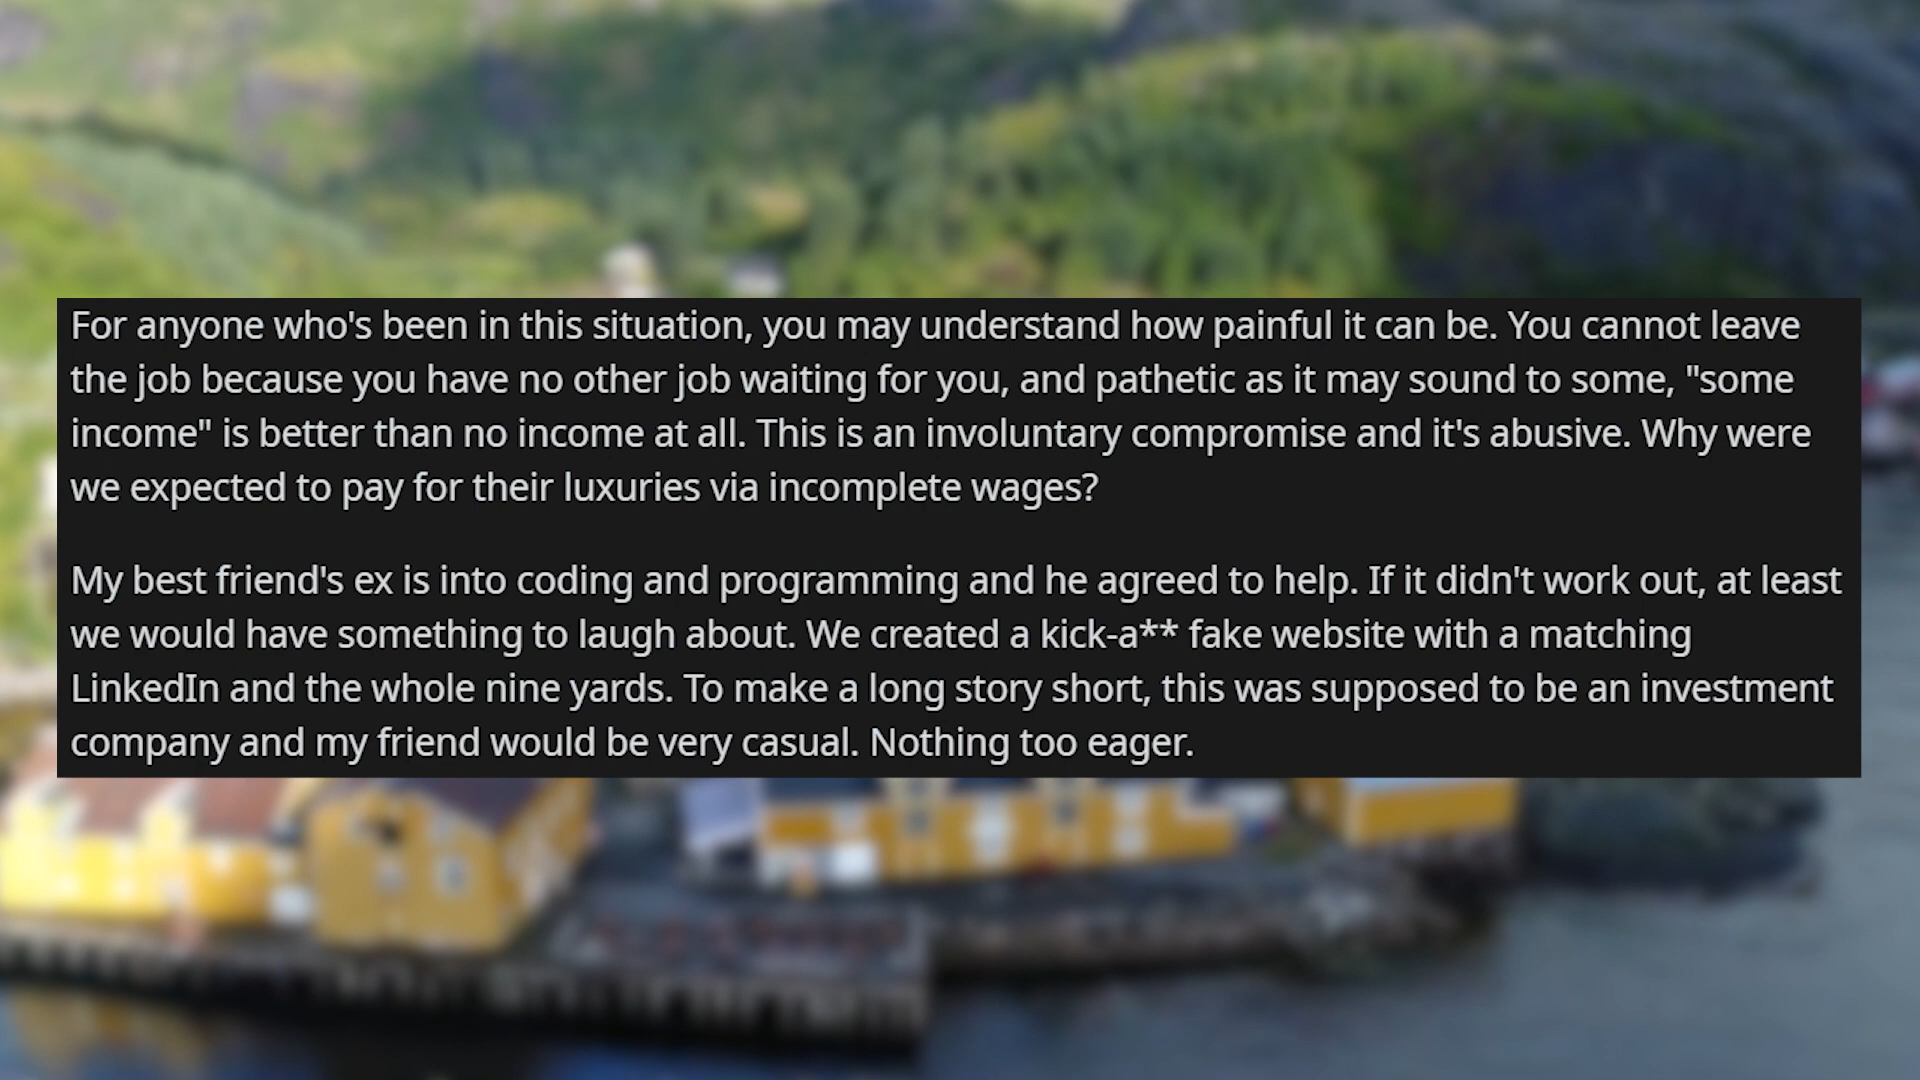 For anyone who's been in this situation, you may understand how painful it can be. You cannot leave
the job because you have no other job waiting for you, and pathetic as it may sound to some, "some
income" is better than no income at all. This is an involuntary compromise and it's abusive. Why were
we expected to pay for their luxuries via incomplete wages?
My best friend's ex is into coding and programming and he agreed to help. If it didn't work out, at least
we would have something to laugh about. We created a kick-a** fake website with a matching
LinkedIn and the whole nine yards. To make a long story short, this was supposed to be an investment
company and my friend would be very casual. Nothing too eager.